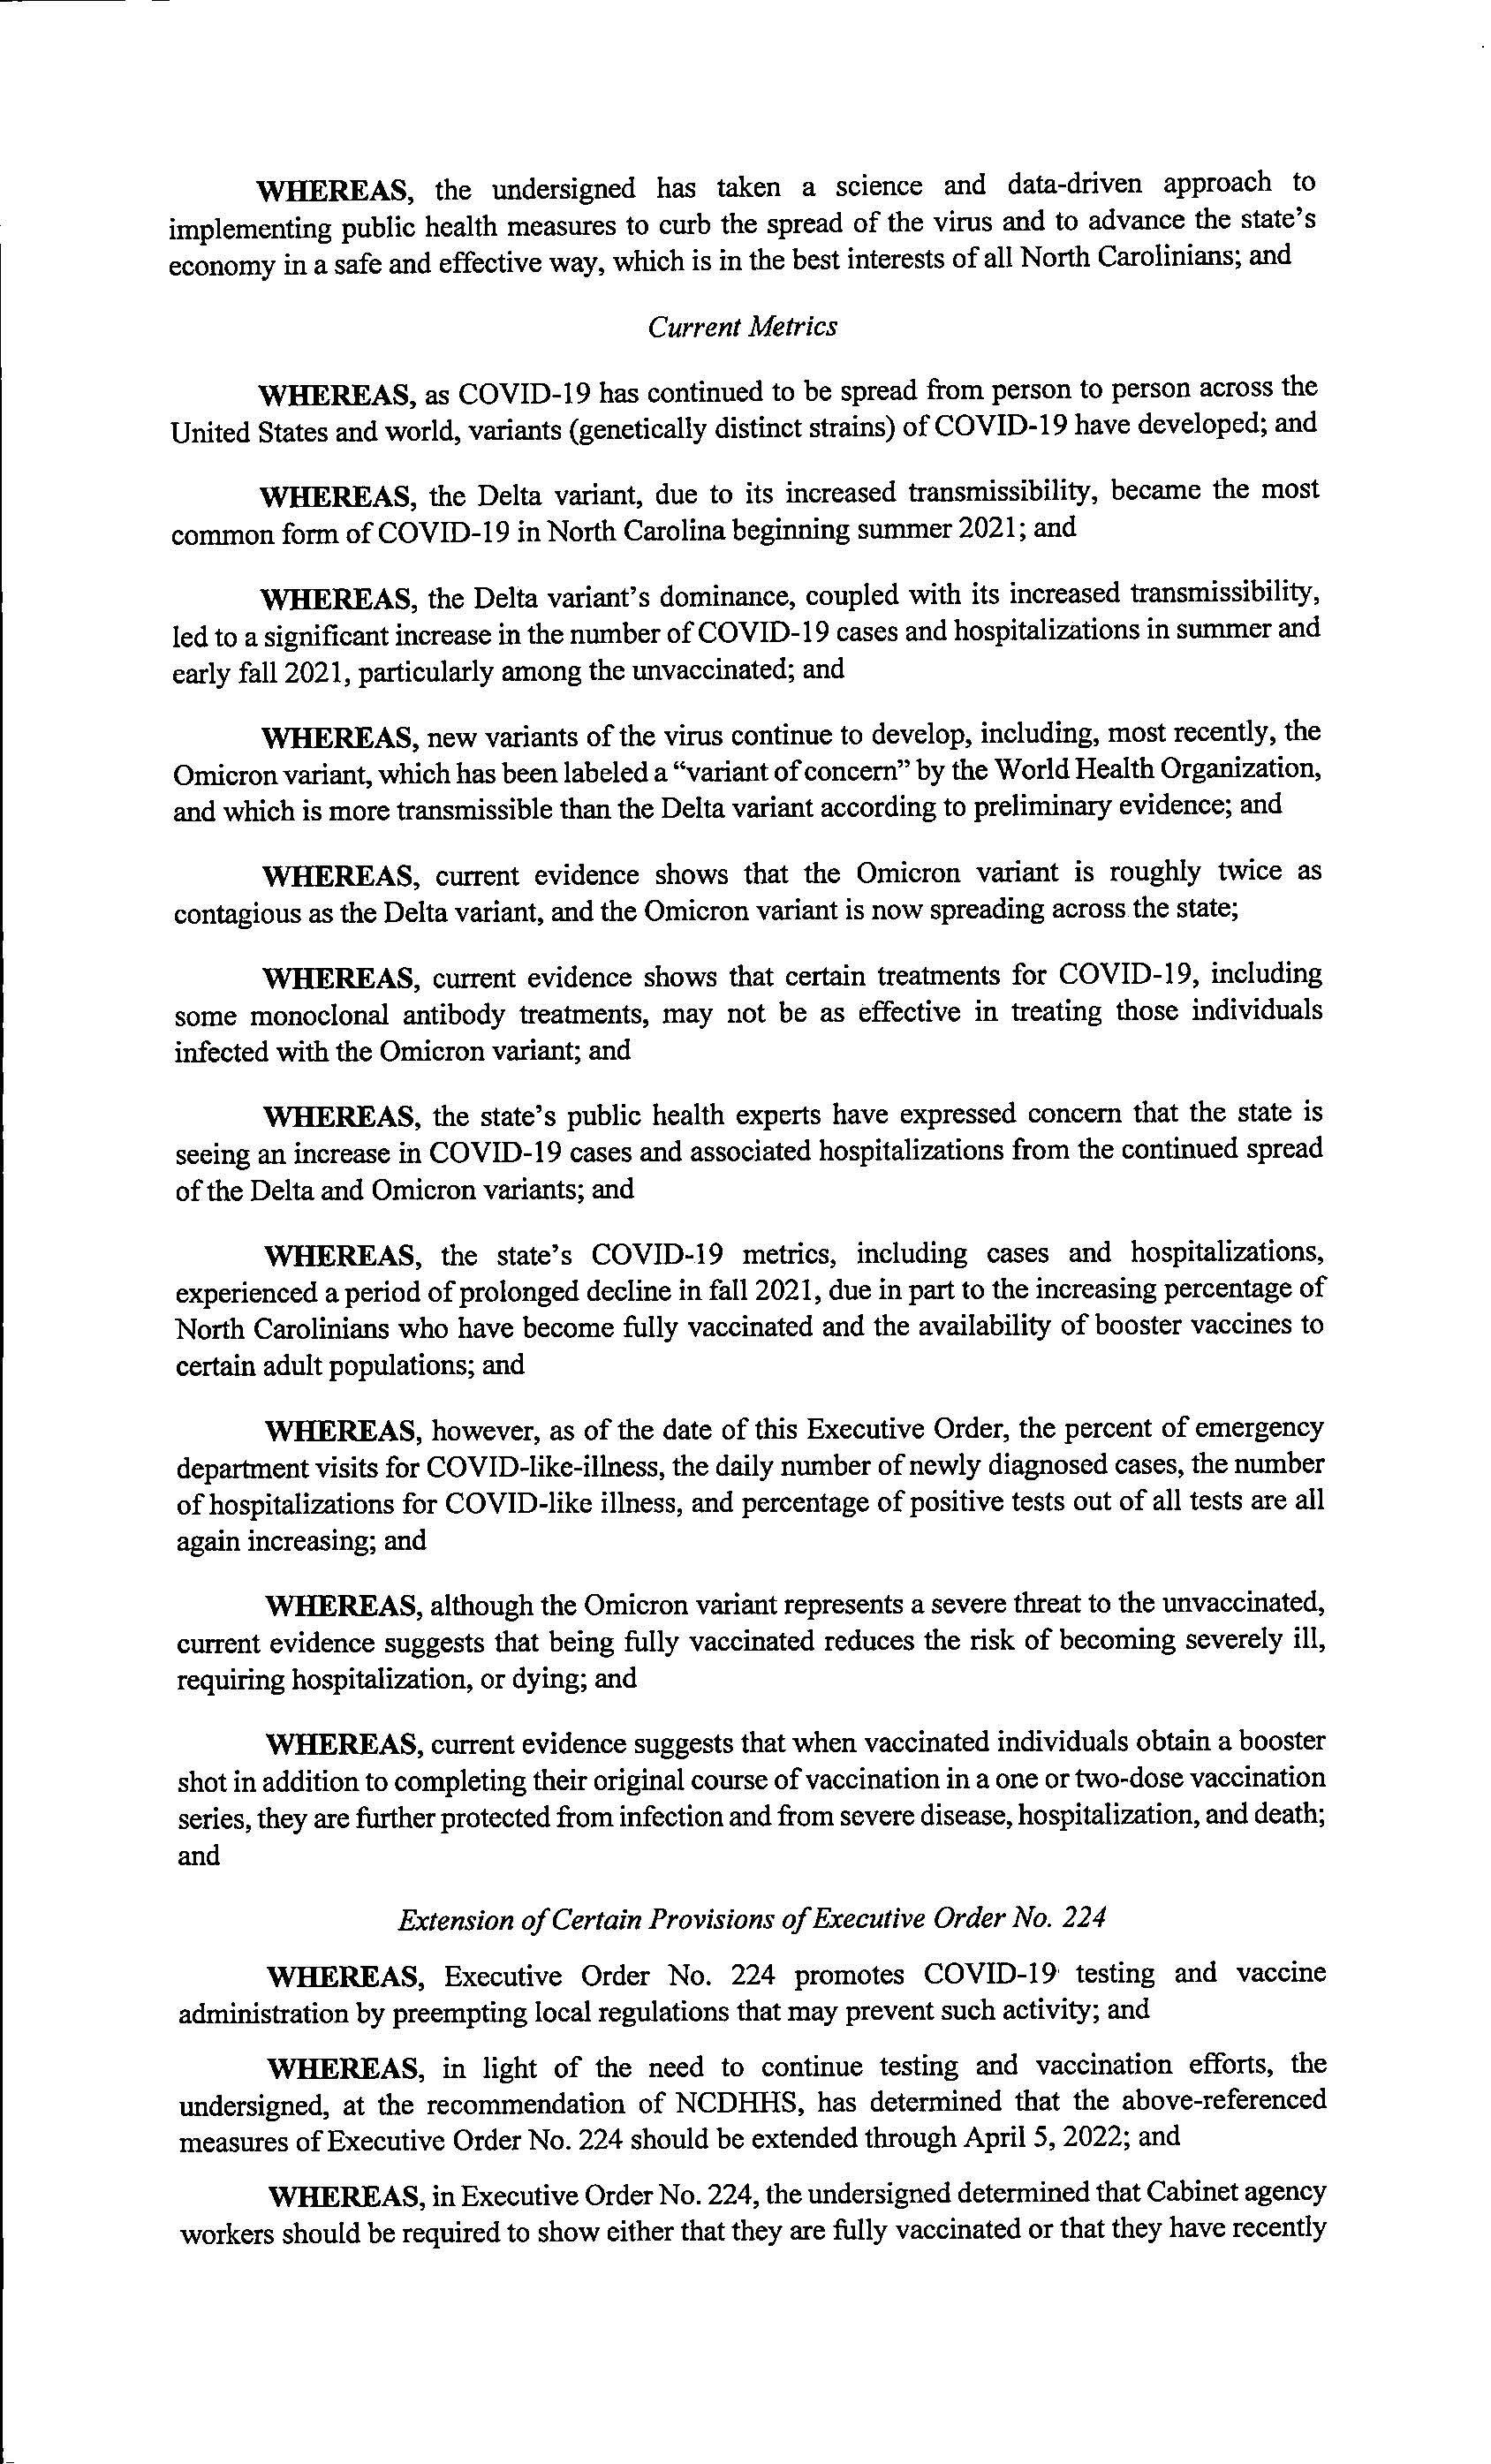 WHEREAS, the undersigned has taken a science and data-driven approach to
implementing public health measures to curb the spread of the virus and to advance the state's
economy in a safe and effective way, which is in the best interests of all North Carolinians; and
Current Metrics
WHEREAS, as COVID-19 has continued to be spread from person to person across the
United States and world, variants (genetically distinct strains) of COVID-19 have developed; and
WHEREAS, the Delta variant, due to its increased transmissibility, became the most
common form of COVID-19 in North Carolina beginning summer 2021; and
WHEREAS, the Delta variant's dominance, coupled with its increased transmissibility,
led to a significant increase in the number of COVID-19 cases and hospitalizations in summer and
early fall 2021, particularly among the unvaccinated; and
WHEREAS, new variants of the virus continue to develop, including, most recently, the
Omicron variant, which has been labeled a “variant of concern” by the World Health Organization,
and which is more transmissible than the Delta variant according to preliminary evidence; and
WHEREAS, current evidence shows that the Omicron variant is roughly twice as
contagious as the Delta variant, and the Omicron variant is now spreading across the state;
WHEREAS, current evidence shows that certain treatments for COVID-19, including
some monoclonal antibody treatments, may not be as effective in treating those individuals
infected with the Omicron variant; and
WHEREAS, the state's public health experts have expressed concern that the state is
seeing an increase in COVID-19 cases and associated hospitalizations from the continued spread
of the Delta and Omicron variants; and
WHEREAS, the state's COVID-19 metrics, including cases and hospitalizations,
experienced a period of prolonged decline in fall 2021, due in part to the increasing percentage of
North Carolinians who have become fully vaccinated and the availability of booster vaccines to
certain adult populations; and
WHEREAS, however, as of the date of this Executive Order, the percent of emergency
department visits for COVID-like-illness, the daily number of newly diagnosed cases, the number
of hospitalizations for COVID-like illness, and percentage of positive tests out of all tests are all
again increasing; and
WHEREAS, although the Omicron variant represents a severe threat to the unvaccinated,
current evidence suggests that being fully vaccinated reduces the risk of becoming severely ill,
requiring hospitalization, or dying; and
WHEREAS, current evidence suggests that when vaccinated individuals obtain a booster
shot in addition to completing their original course of vaccination in a one or two-dose vaccination
series, they are further protected from infection and from severe disease, hospitalization, and death;
and
Extension of Certain Provisions of Executive Order No. 224
WHEREAS, Executive Order No. 224 promotes COVID-19 testing and vaccine
administration by preempting local regulations that may prevent such activity; and
WHEREAS, in light of the need to continue testing and vaccination efforts, the
undersigned, at the recommendation of NCDHHS, has determined that the above-referenced
measures of Executive Order No. 224 should be extended through April 5, 2022; and
WHEREAS, in Executive Order No. 224, the undersigned determined that Cabinet agency
workers should be required to show either that they are fully vaccinated or that they have recently